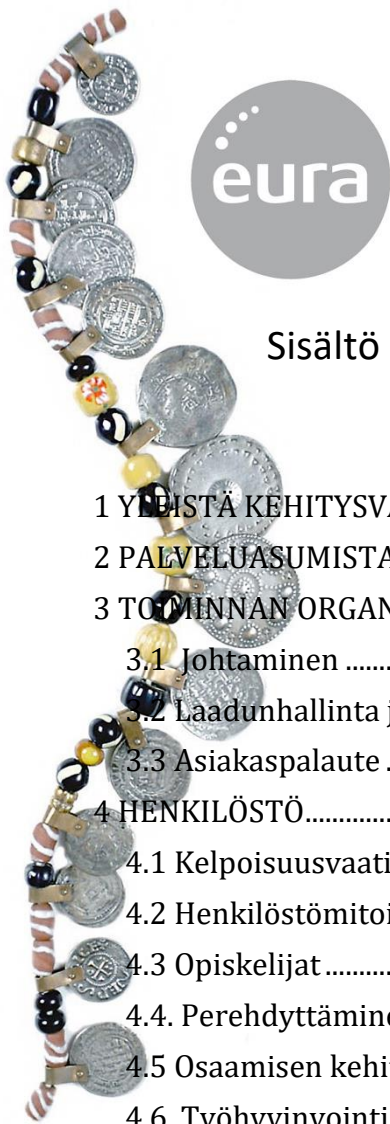 eura
Sisältö
1 YLEISTÄ KEHITYSVA
2 PALVELUASUMISTA
3 TOIMINNAN ORGAN
3.1 Johtaminen ........
3.2 Laadunhallinta j
3.3 Asiakaspalaute .
4 HENKILÖSTÖ...............
4.1 Kelpoisuusvaati
4.2 Henkilöstömitoi
4.3 Opiskelijat ..........
4.4. Perehdyttämine
4.5 Osaamisen kehit
4.6 Työhyvinvointi